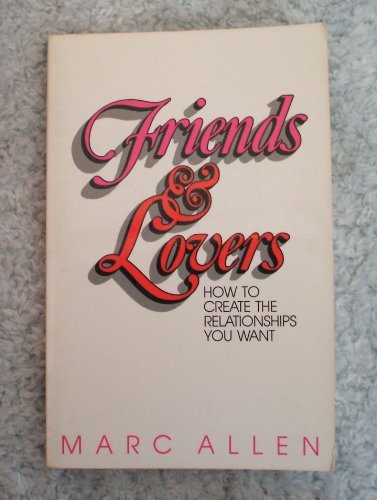 Friends
&
Lovers
HOW TO
CREATE THE
RELATIONSHIPS
YOU WANT
MARC ALLEN